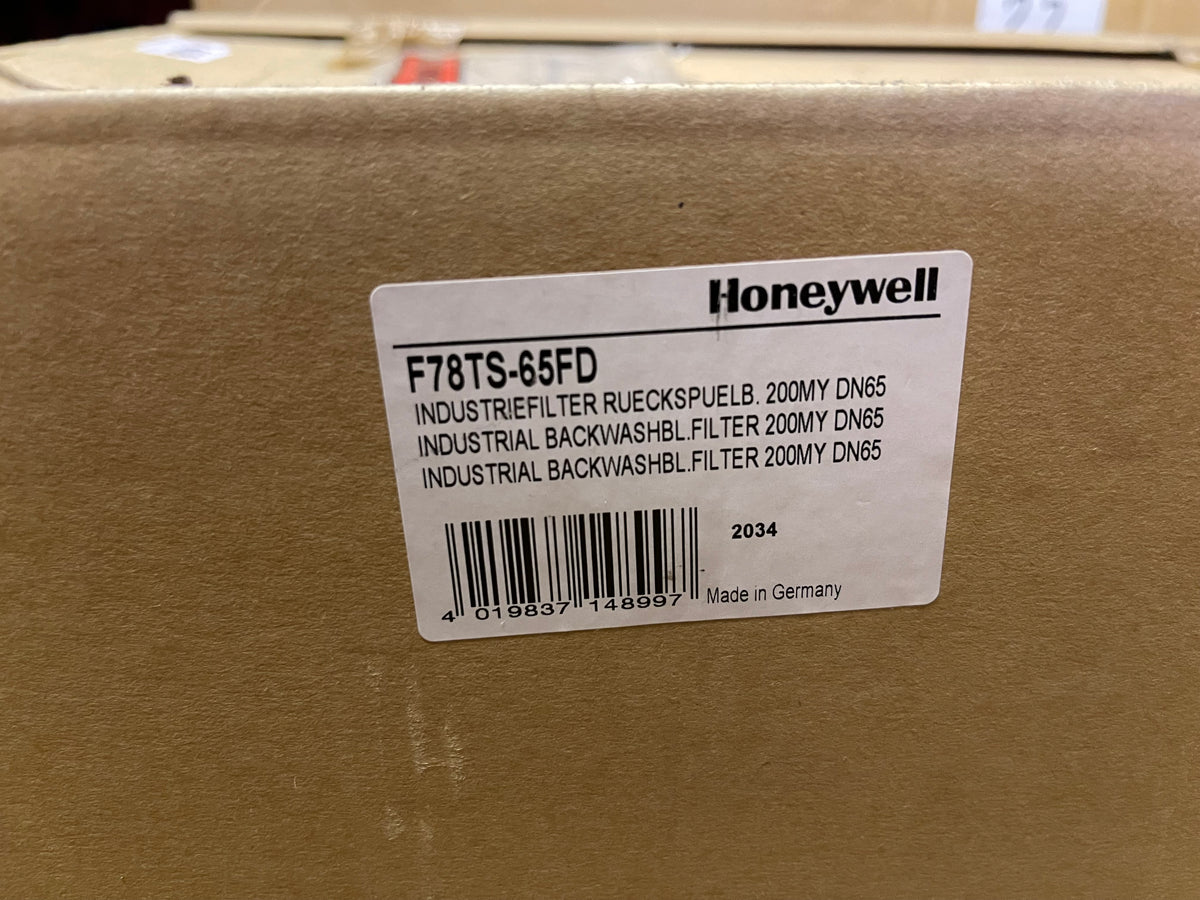 Honeywell
F78TS-65FD
INDUSTRIEFILTER RUECKSPUELB. 200MY DN65
INDUSTRIAL BACKWASHBL.FILTER 200MY DN65
INDUSTRIAL BACKWASHBL.FILTER 200MY DN65
2034
4 019837 148997
Made in Germany